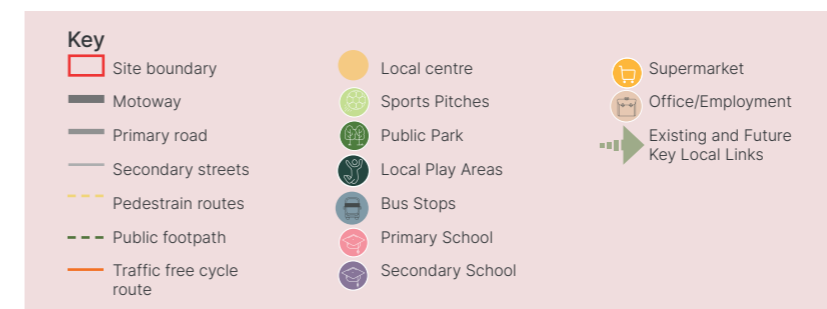 Key
Site boundary
Motoway
Primary road
Secondary streets
Pedestrain routes
Public footpath
Traffic free cycle
route
Local centre
Sports Pitches
Public Park
Local Play Areas
Bus Stops
Primary School
Secondary School
Supermarket
Office/Employment
Existing and Future
Key Local Links